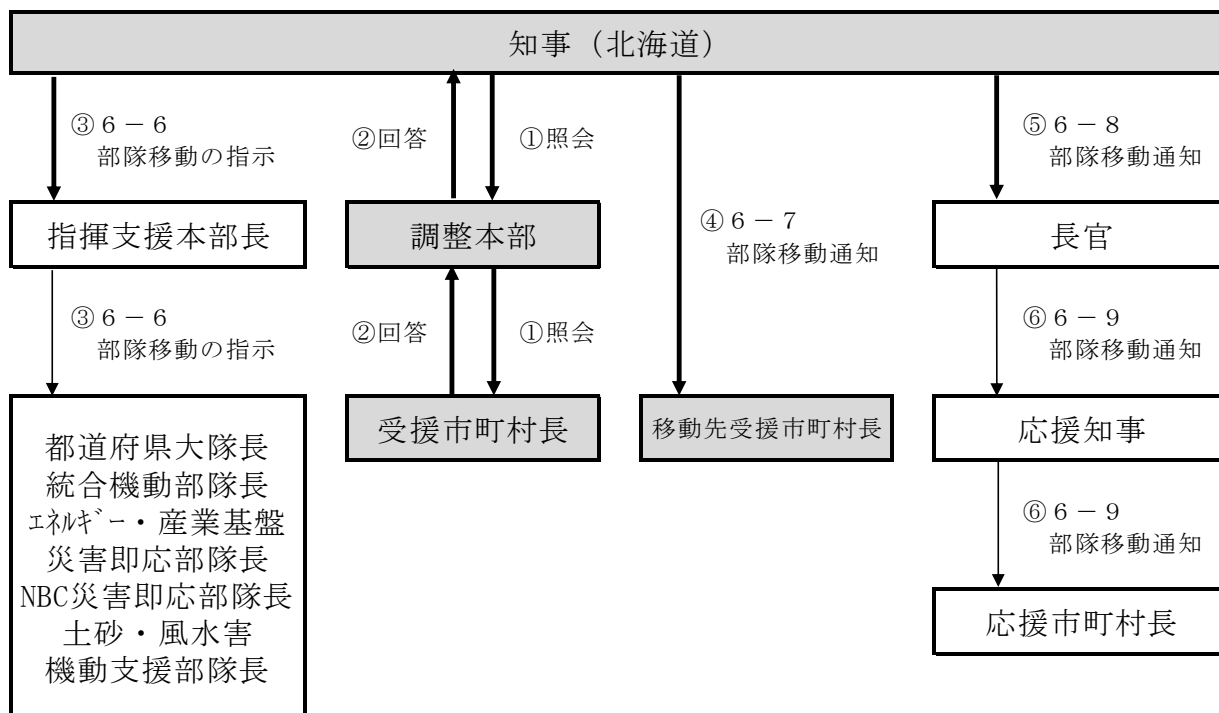 知事（北海道）
③６－６
部隊移動の指示
②回答
①照会
④６－７
部隊移動通知
⑤６－８
部隊移動通知
指揮支援本部長
調整本部
長官
③６－６
部隊移動の指示
②回答
①照会
⑥６－９
部隊移動通知
都道府県大隊長
統合機動部隊長
ｴﾈﾙｷﾞｰ・産業基盤
災害即応部隊長
NBC災害即応部隊長
土砂・風水害
機動支援部隊長
受援市町村長
移動先受援市町村長
応援知事
⑥６－９
部隊移動通知
応援市町村長